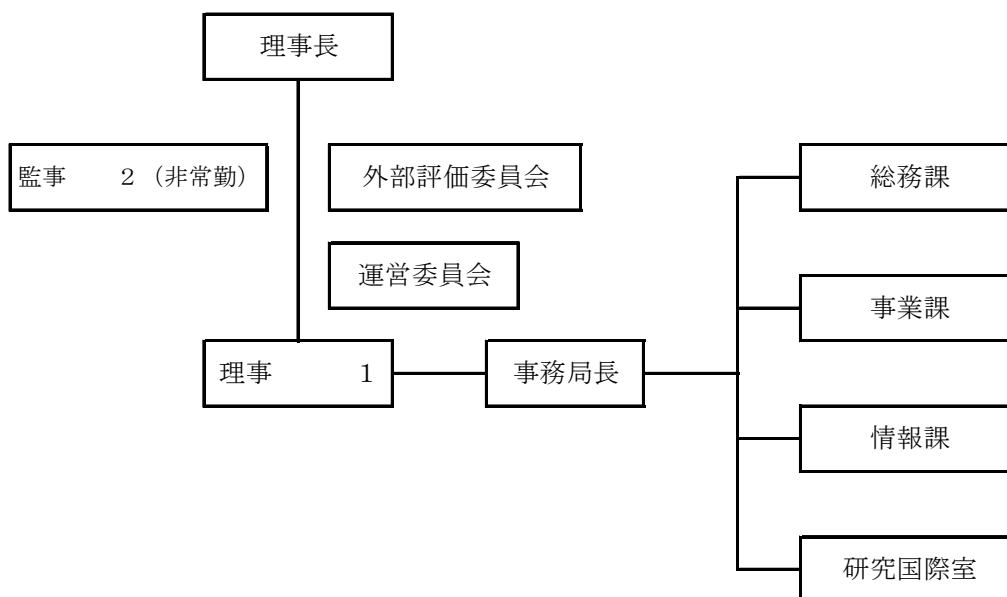 理事長
監事　　２（非常勤）
外部評価委員会
総務課
運営委員会
事業課
理事　　　１
事務局長
情報課
研究国際室